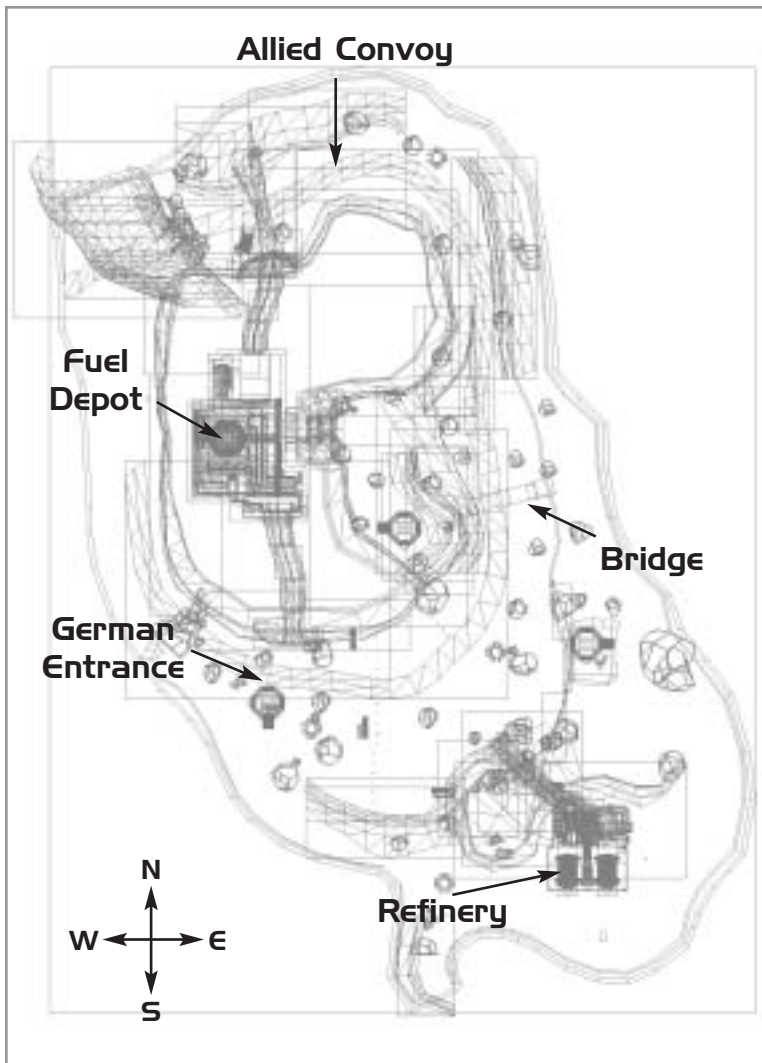 Allied Convoy
Fuel
Depot
Bridge
German
Entrance
Refinery
N
W E
S